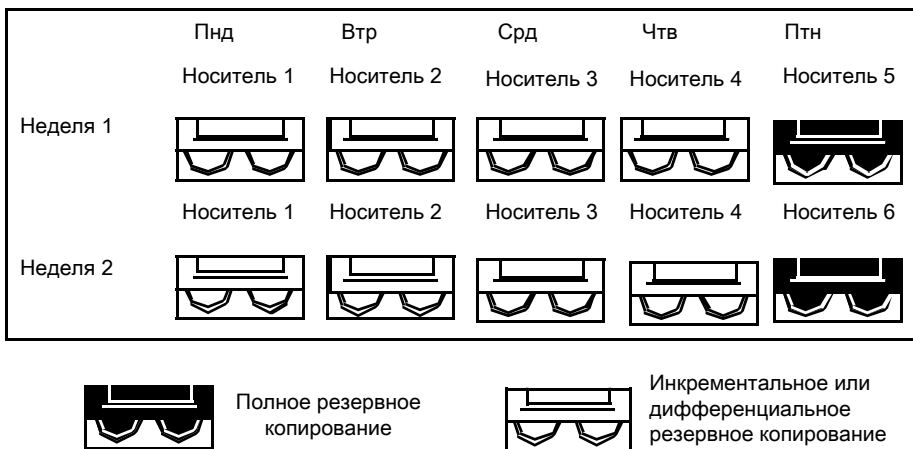 Пнд Втр Срд Чтв Птн
Носитель 1 Носитель 2 Носитель 3 Носитель 4 Носитель 5
Неделя 1
Носитель 1 Носитель 2 Носитель 3 Носитель 4 Носитель 6
Неделя 2
Полное резервное
копирование
Инкрементальное или
дифференциальное
резервное копирование